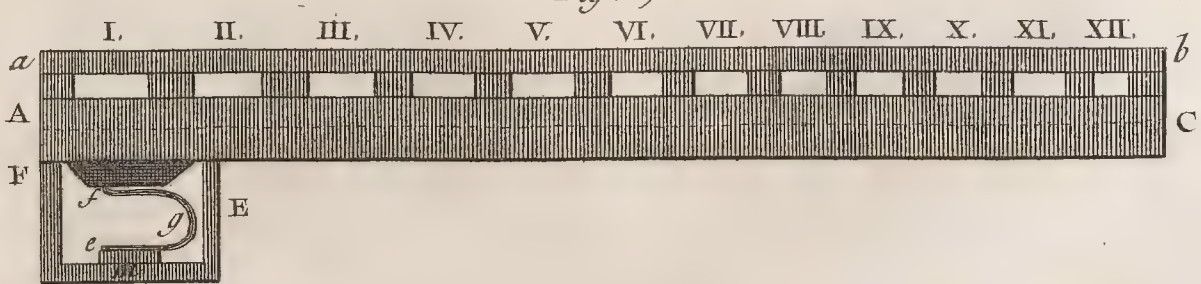 I. II. III. IV. V. VI. VII. VIII. IX. X. XI. XII.
a b
A C
F
f E
g
e
m